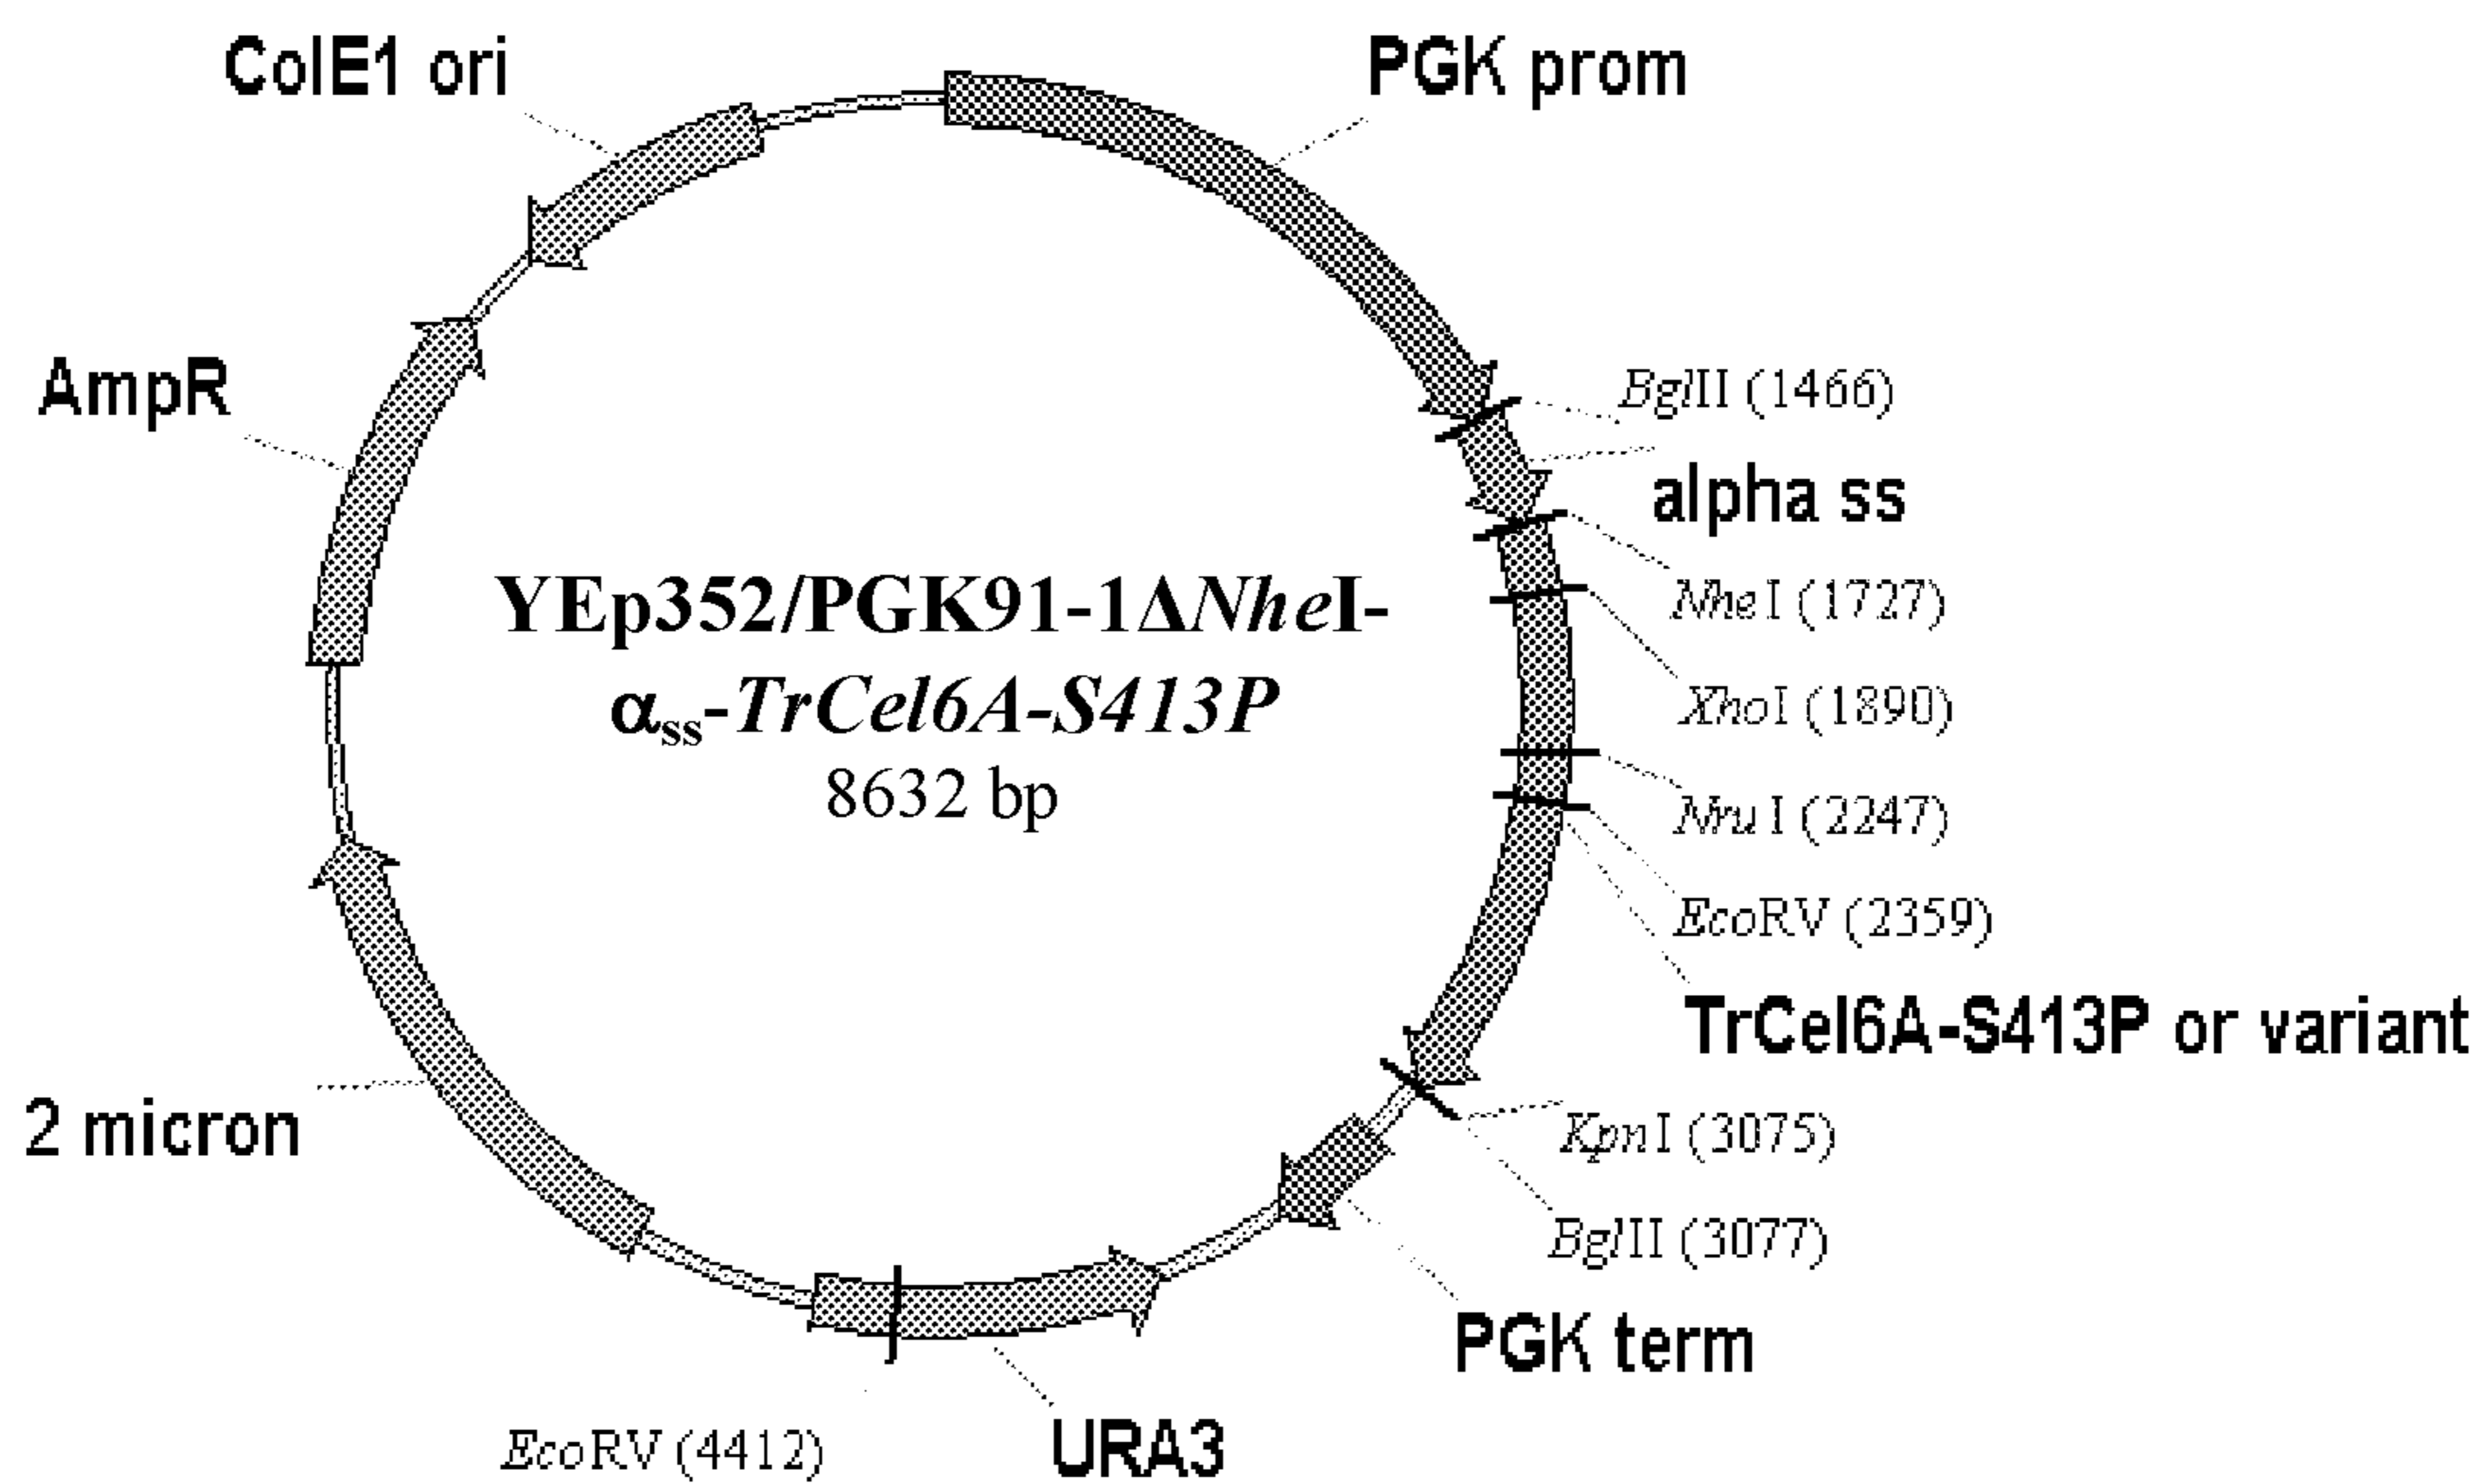 ColE1 ori
PGK prom
AmpR
BglII (1466)
alpha ss
NheI (1727)
XhoI (1890)
NruI (2247)
EcoRV (2359)
TrCel6A-S413P or variant
KpnI (3075)
BglII (3077)
PGK term
URA3
EcoRV (4412)
2 micron
YEp352/PGK91-1ΔNheI-
αss-TrCel6A-S413P
8632 bp